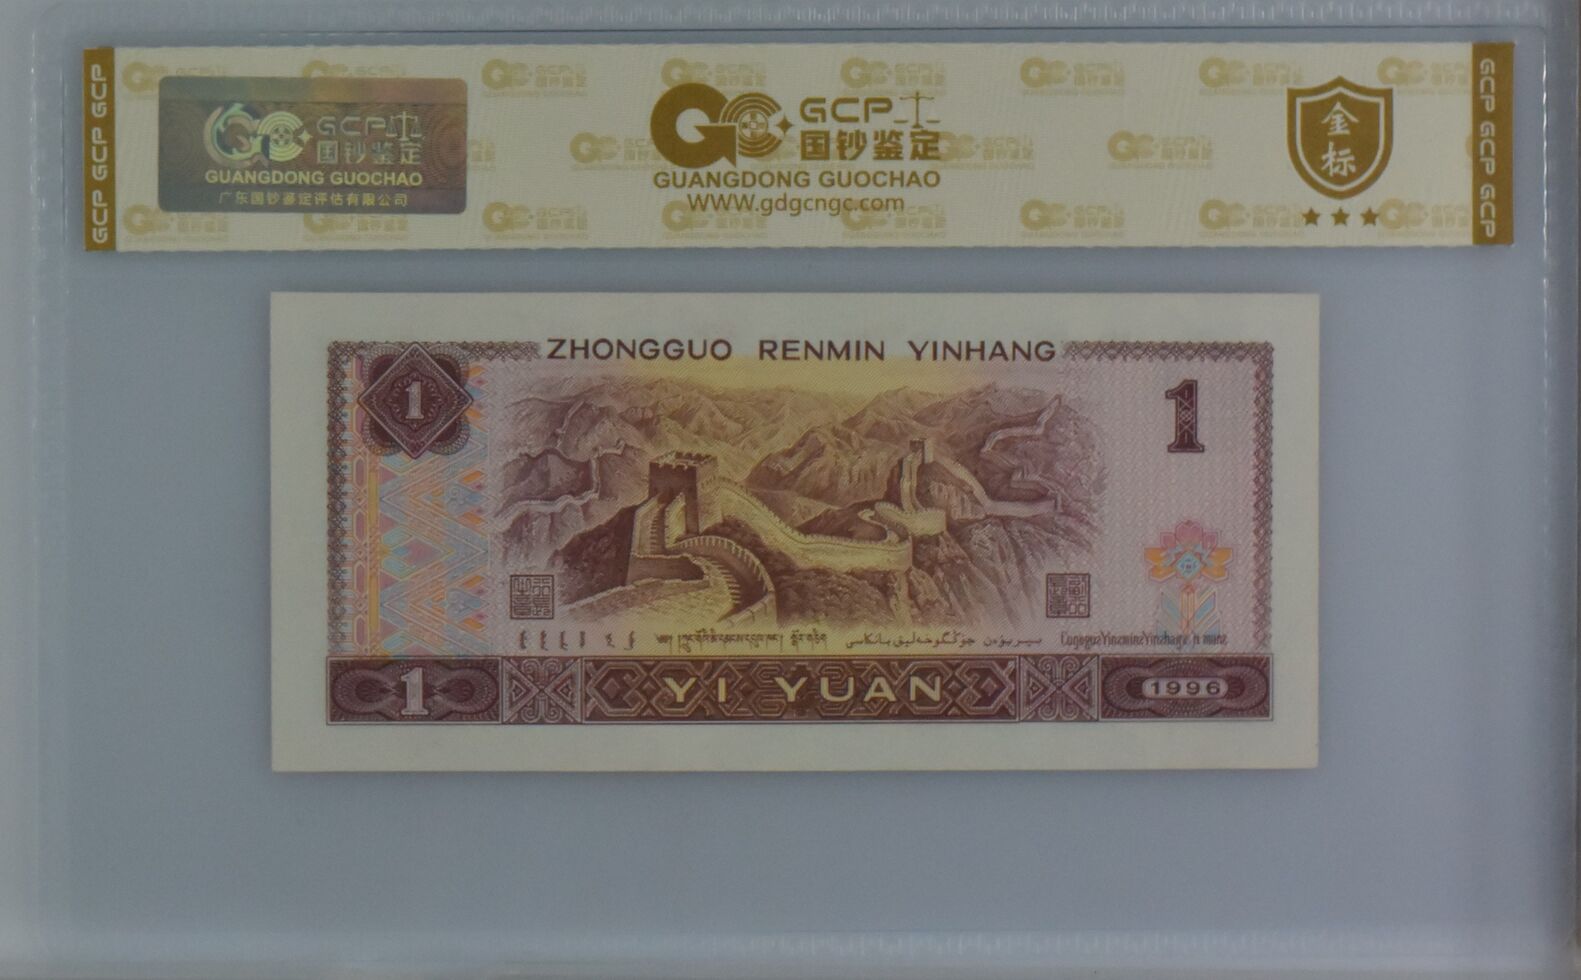 GCP GCP GCP
GCP
国钞鉴定
GUANGDONG GUOCHAO
广东国钞鉴定评估有限公司
GCP
国钞鉴定
GUANGDONG GUOCHAO
WWW.gdgcngc.com
金标
GCP GCP GCP
ZHONGGUO RENMIN YINHANG
1
1
1
YI YUAN
1996